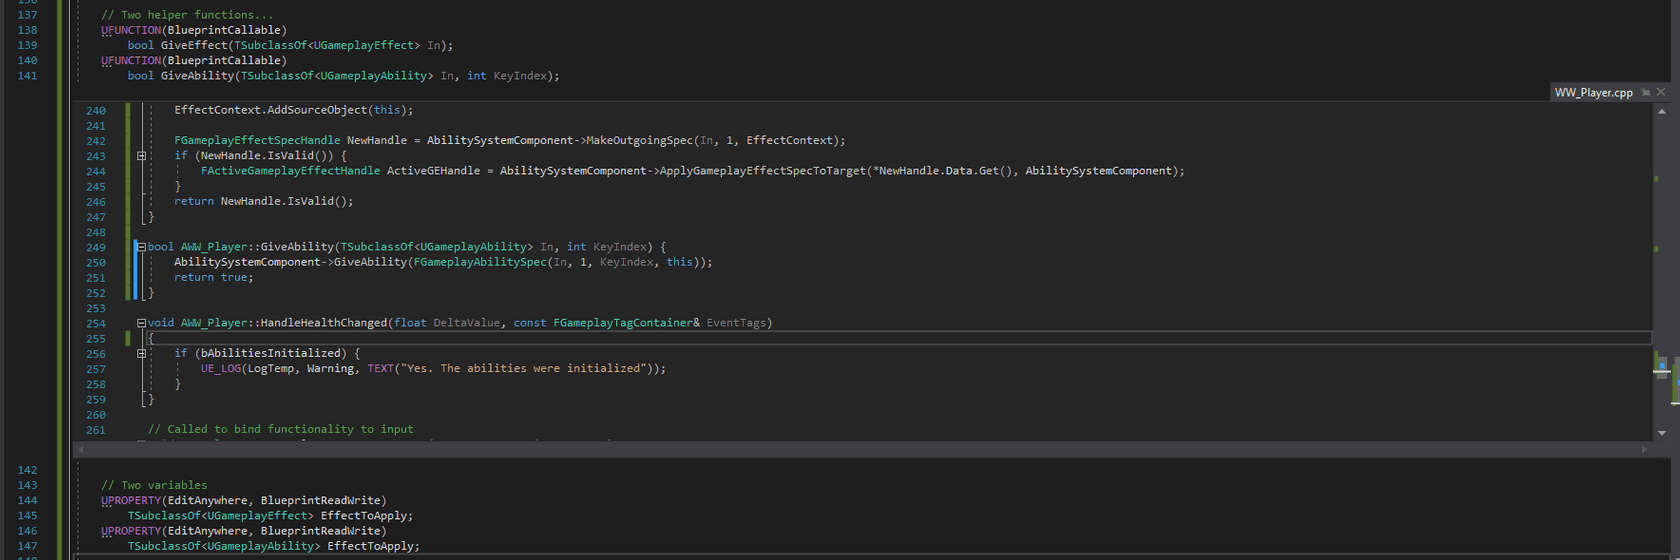 137 // Two helper functions...
138 UFUNCTION(BlueprintCallable)
139 bool GiveEffect(TSubclassOf<UGameplayEffect> In);
140 UFUNCTION(BlueprintCallable)
141 bool GiveAbility(TSubclassOf<UGameplayAbility> In, int KeyIndex);
WW_Player.cpp
240 EffectContext.AddSourceObject(this);
241
242 FGameplayEffectSpecHandle NewHandle = AbilitySystemComponent->MakeOutgoingSpec(In, 1, EffectContext);
243 if (NewHandle.IsValid()) {
244 FActiveGameplayEffectHandle ActiveGEHandle = AbilitySystemComponent->ApplyGameplayEffectSpecToTarget(*NewHandle.Data.Get(), AbilitySystemComponent);
245 }
246 return NewHandle.IsValid();
247 }
248
249 bool AWW_Player::GiveAbility(TSubclassOf<UGameplayAbility> In, int KeyIndex) {
250 AbilitySystemComponent->GiveAbility(FGameplayAbilitySpec(In, 1, KeyIndex, this));
251 return true;
252 }
253
254 void AWW_Player::HandleHealthChanged(float DeltaValue, const FGameplayTagContainer& EventTags)
255 {
256 if (bAbilitiesInitialized) {
257 UE_LOG(LogTemp, Warning, TEXT("Yes. The abilities were initialized"));
258 }
259 }
260
261 // Called to bind functionality to input
142
143 // Two variables
144 UPROPERTY(EditAnywhere, BlueprintReadWrite)
145 TSubclassOf<UGameplayEffect> EffectToApply;
146 UPROPERTY(EditAnywhere, BlueprintReadWrite)
147 TSubclassOf<UGameplayAbility> EffectToApply;